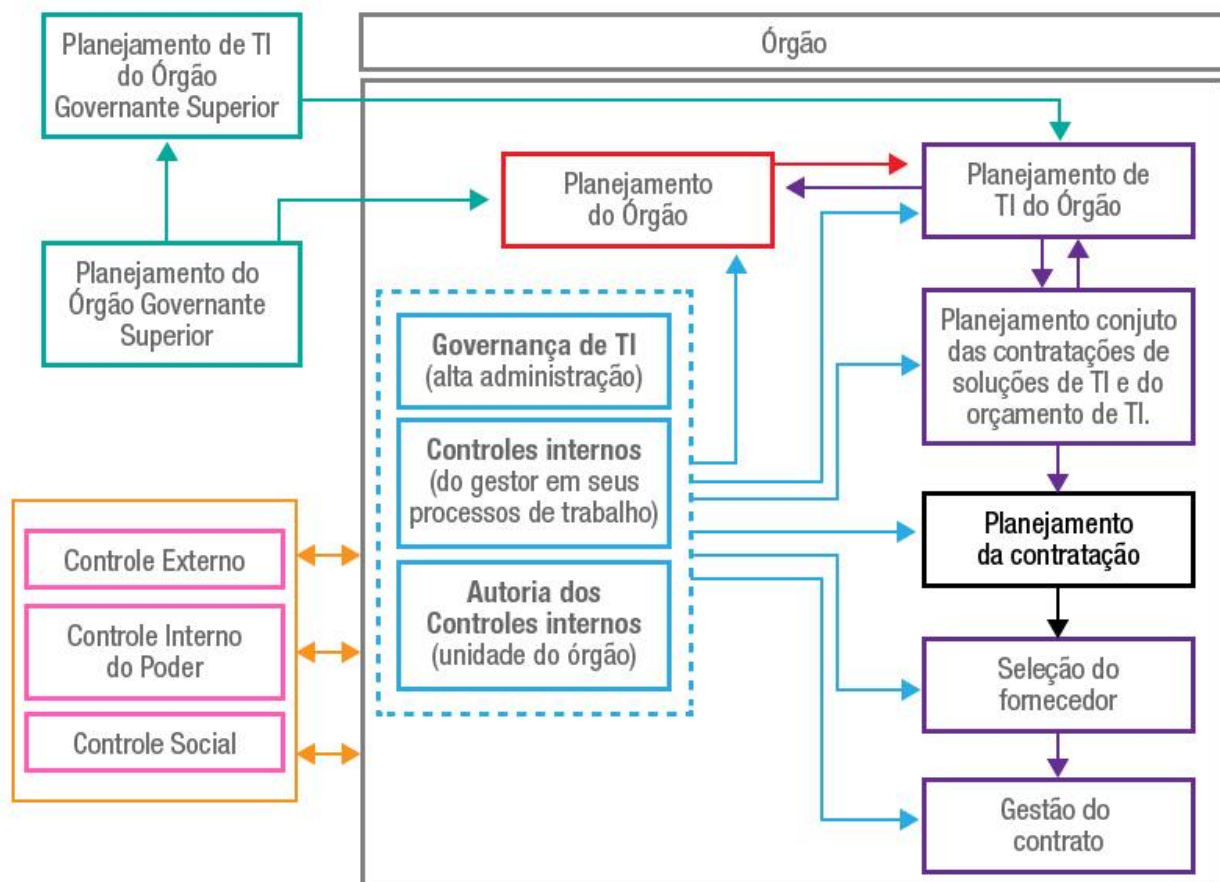 Planejamento de TI
do Órgão
Governante Superior
Órgão
Planejamento
do Órgão
Planejamento de
TI do Órgão
Planejamento do
Órgão Governante
Superior
Governança de TI
(alta administração)
Planejamento conjuto
das contratações de
soluções de TI e do
orçamento de TI.
Controles internos
(do gestor em seus
processos de trabalho)
Planejamento
da contratação
Controle Externo
Controle Interno
do Poder
Controle Social
Autoria dos
Controles internos
(unidade do órgão)
Seleção do
fornecedor
Gestão do
contrato